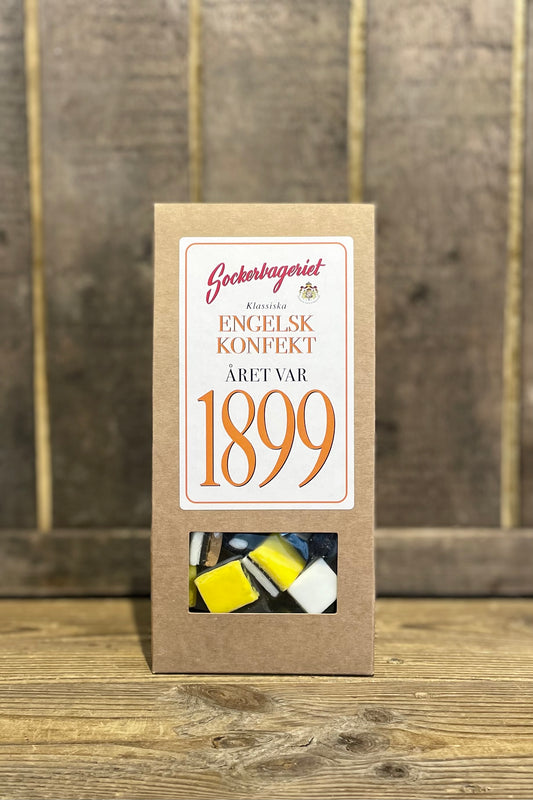 Sockerbageriet
Klassiska
ENGELSK
KONFEKT
ÅRET VAR
1899